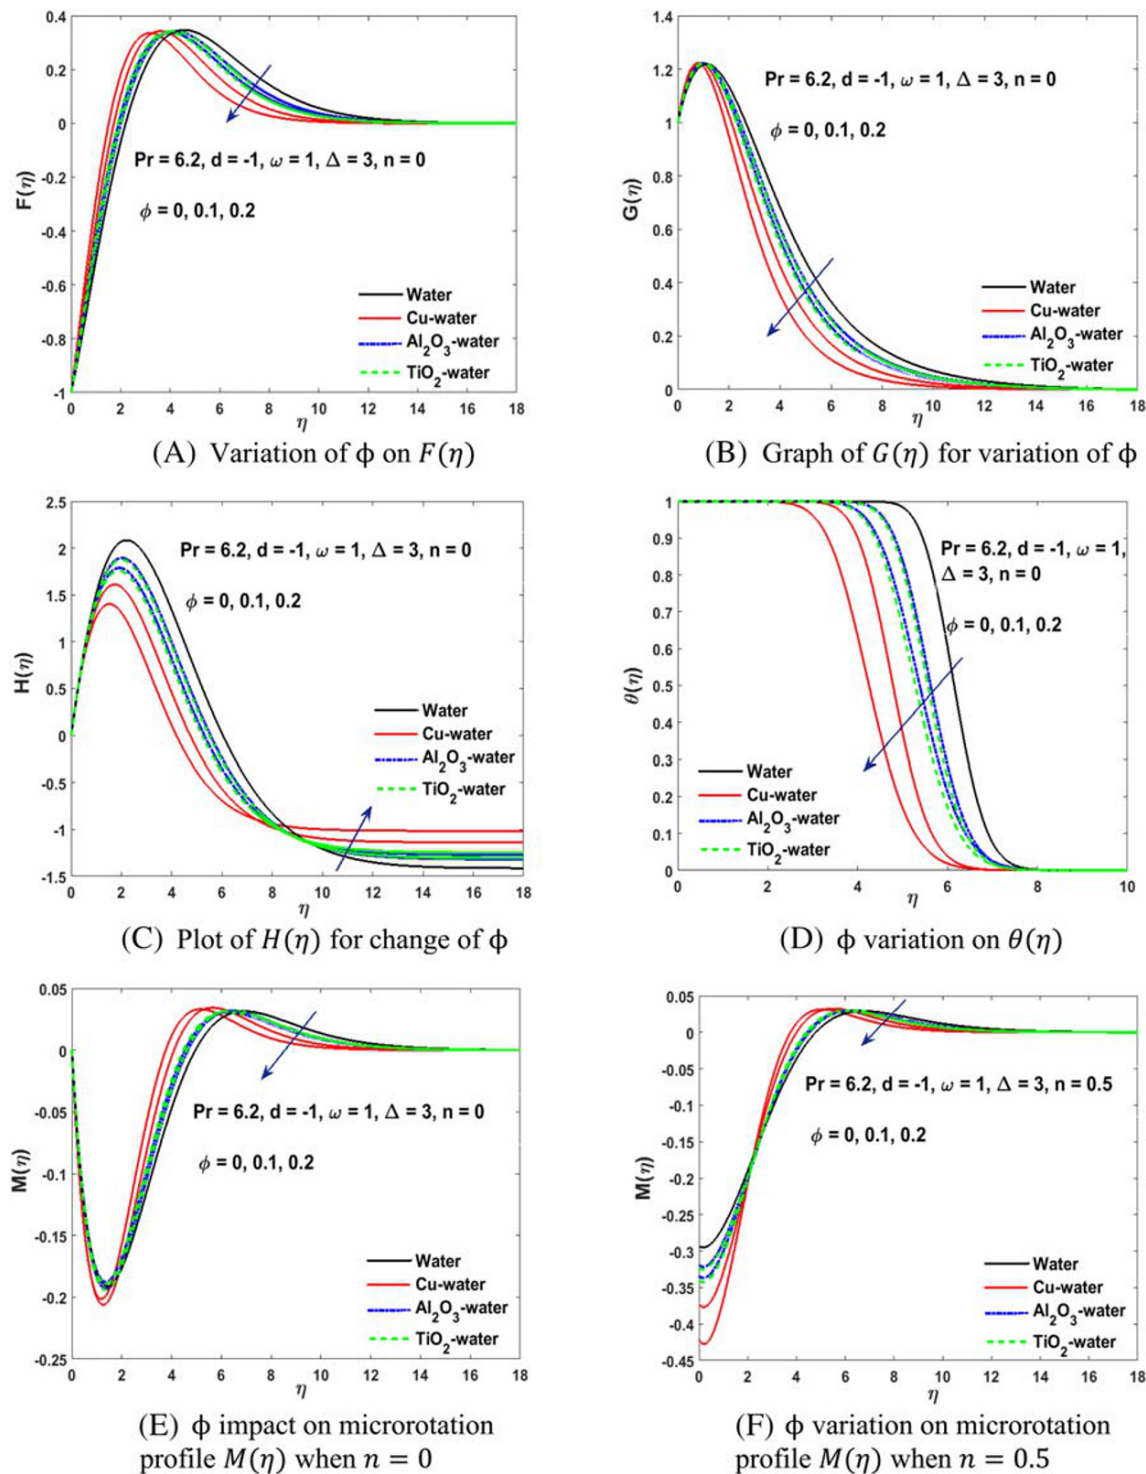 0.4
0.2
0
-0.2
-0.4
-0.6
-0.8
-1
F(η)
Pr = 6.2, d = -1, ω = 1, Δ = 3, n = 0
ϕ = 0, 0.1, 0.2
Water
Cu-water
Al2O3-water
TiO2-water
0 2 4 6 8 10 12 14 16 18
η
(A) Variation of ϕ on F(η)
1.4
1.2
1
0.8
0.6
0.4
0.2
0
G(η)
Pr = 6.2, d = -1, ω = 1, Δ = 3, n = 0
ϕ = 0, 0.1, 0.2
Water
Cu-water
Al2O3-water
TiO2-water
0 2 4 6 8 10 12 14 16 18
η
(B) Graph of G(η) for variation of ϕ
2.5
2
1.5
1
0.5
0
-0.5
-1
-1.5
H(η)
Pr = 6.2, d = -1, ω = 1, Δ = 3, n = 0
ϕ = 0, 0.1, 0.2
Water
Cu-water
Al2O3-water
TiO2-water
0 2 4 6 8 10 12 14 16 18
η
(C) Plot of H(η) for change of ϕ
1
0.9
0.8
0.7
0.6
0.5
0.4
0.3
0.2
0.1
0
θ(η)
Pr = 6.2, d = -1, ω = 1,
Δ = 3, n = 0
ϕ = 0, 0.1, 0.2
Water
Cu-water
Al2O3-water
TiO2-water
0 2 4 6 8 10
η
(D) ϕ variation on θ(η)
0.05
0
-0.05
-0.1
-0.15
-0.2
-0.25
M(η)
Pr = 6.2, d = -1, ω = 1, Δ = 3, n = 0
ϕ = 0, 0.1, 0.2
Water
Cu-water
Al2O3-water
TiO2-water
0 2 4 6 8 10 12 14 16 18
η
(E) ϕ impact on microrotation
profile M(η) when n = 0
0.05
0
-0.05
-0.1
-0.15
-0.2
-0.25
-0.3
-0.35
-0.4
-0.45
M(η)
Pr = 6.2, d = -1, ω = 1, Δ = 3, n = 0.5
ϕ = 0, 0.1, 0.2
Water
Cu-water
Al2O3-water
TiO2-water
0 2 4 6 8 10 12 14 16 18
η
(F) ϕ variation on microrotation
profile M(η) when n = 0.5